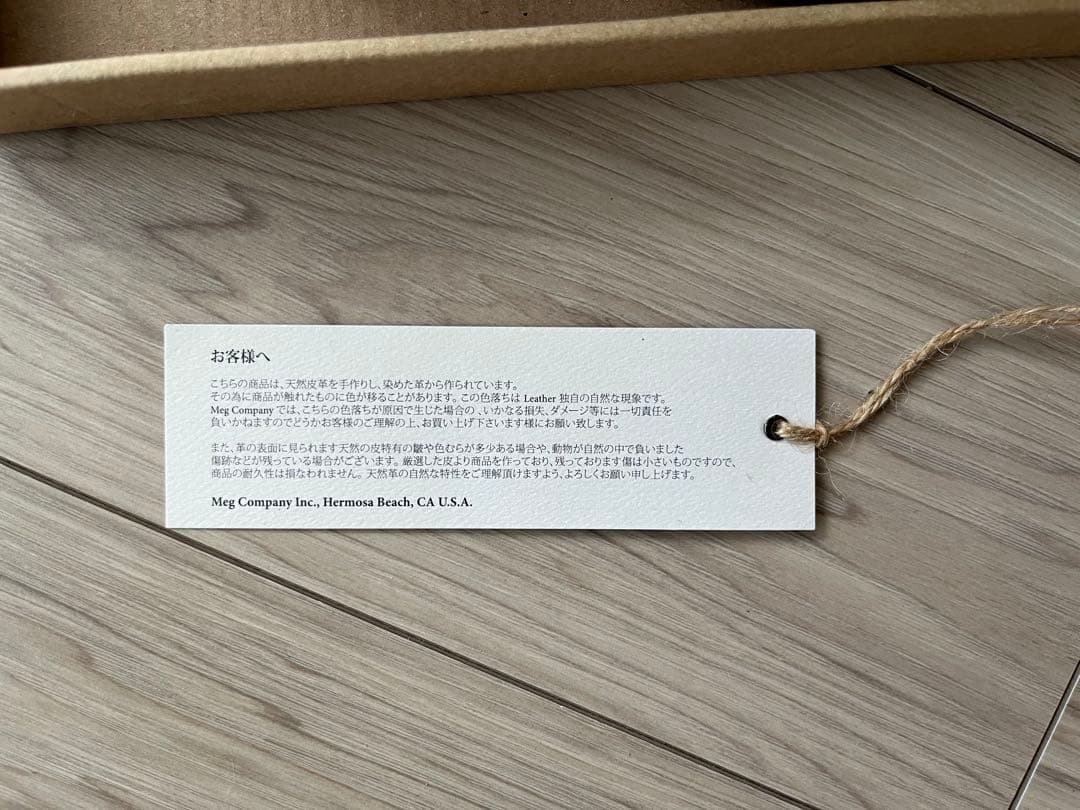 お客様へ
こちらの商品は、天然皮革を手作りし、染めた革から作られています。
その為に商品が触れたものに色が移ることがあります。この色落ちは Leather 独自の自然な現象です。
Meg Company では、こちらの色落ちが原因で生じた場合の、いかなる損失、ダメージ等には一切責任を
負いかねますのでどうかお客様のご理解の上、お買い上げ下さいます様にお願い致します。
また、革の表面に見られます天然の皮特有の皺や色むらが多少ある場合や、動物が自然の中で負いました
傷跡などが残っている場合がございます。厳選した皮より商品を作っており、残っております傷は小さいものですので、
商品の耐久性は損なわれません。天然革の自然な特性をご理解頂けますよう、よろしくお願い申し上げます。
Meg Company Inc., Hermosa Beach, CA U.S.A.